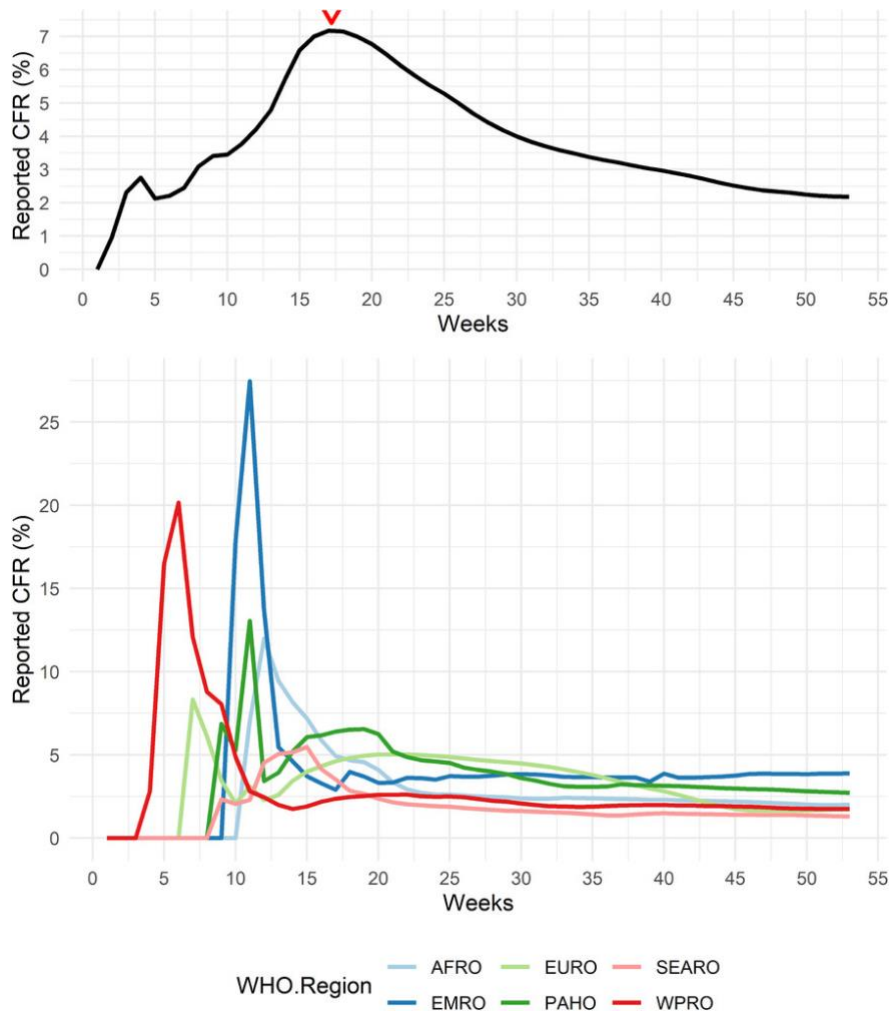 7
6
5
4
3
2
1
0
Reported CFR (%)
0 5 10 15 20 25 30 35 40 45 50 55
Weeks
25
20
15
10
5
0
Reported CFR (%)
0 5 10 15 20 25 30 35 40 45 50 55
Weeks
WHO.Region
AFRO EURO SEARO
EMRO PAHO WPRO